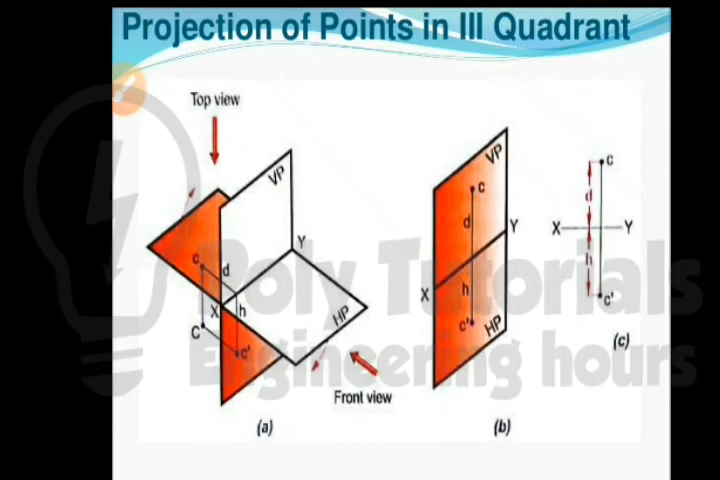 Projection of Points in III Quadrant
Top view
VP
Y
c
d
X
h
HP
C
c'
Front view
(a)
VP
c
d
Y
X
h
c'
HP
(b)
c
d
X
Y
h
c'
(c)
Poly Tutorials
Engineering hours